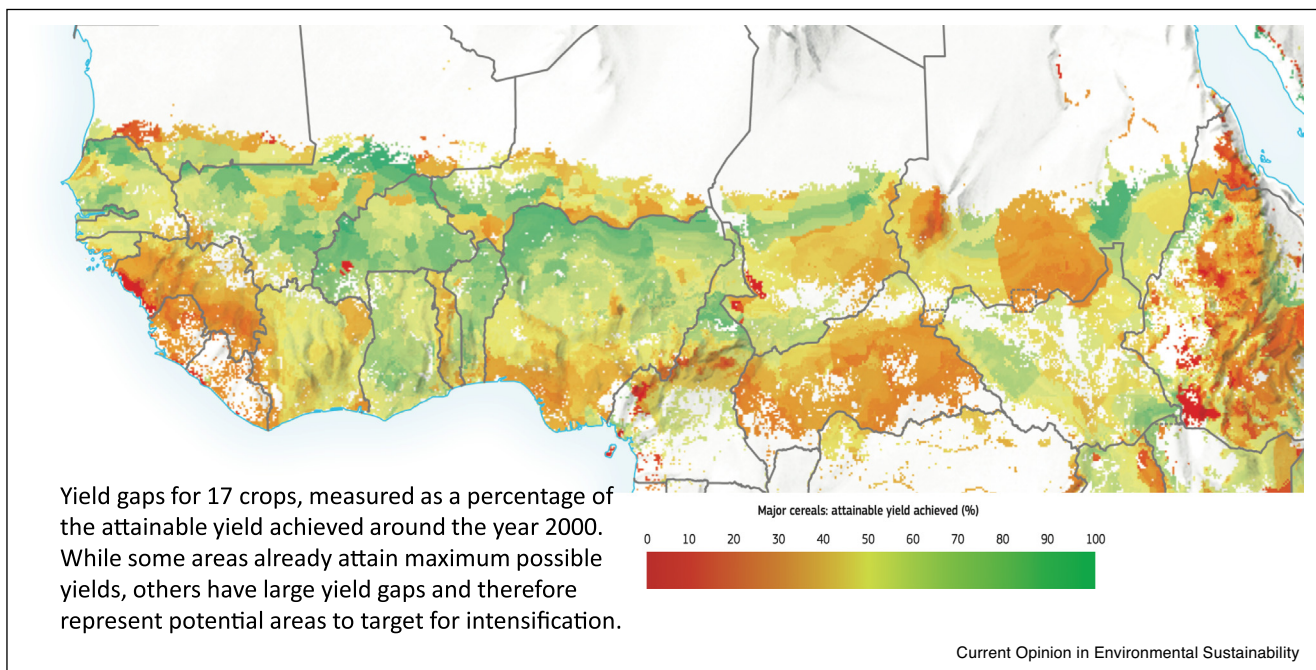 Yield gaps for 17 crops, measured as a percentage of
the attainable yield achieved around the year 2000.
While some areas already attain maximum possible
yields, others have large yield gaps and therefore
represent potential areas to target for intensification.
Major cereals: attainable yield achieved (%)
0 10 20 30 40 50 60 70 80 90 100
Current Opinion in Environmental Sustainability